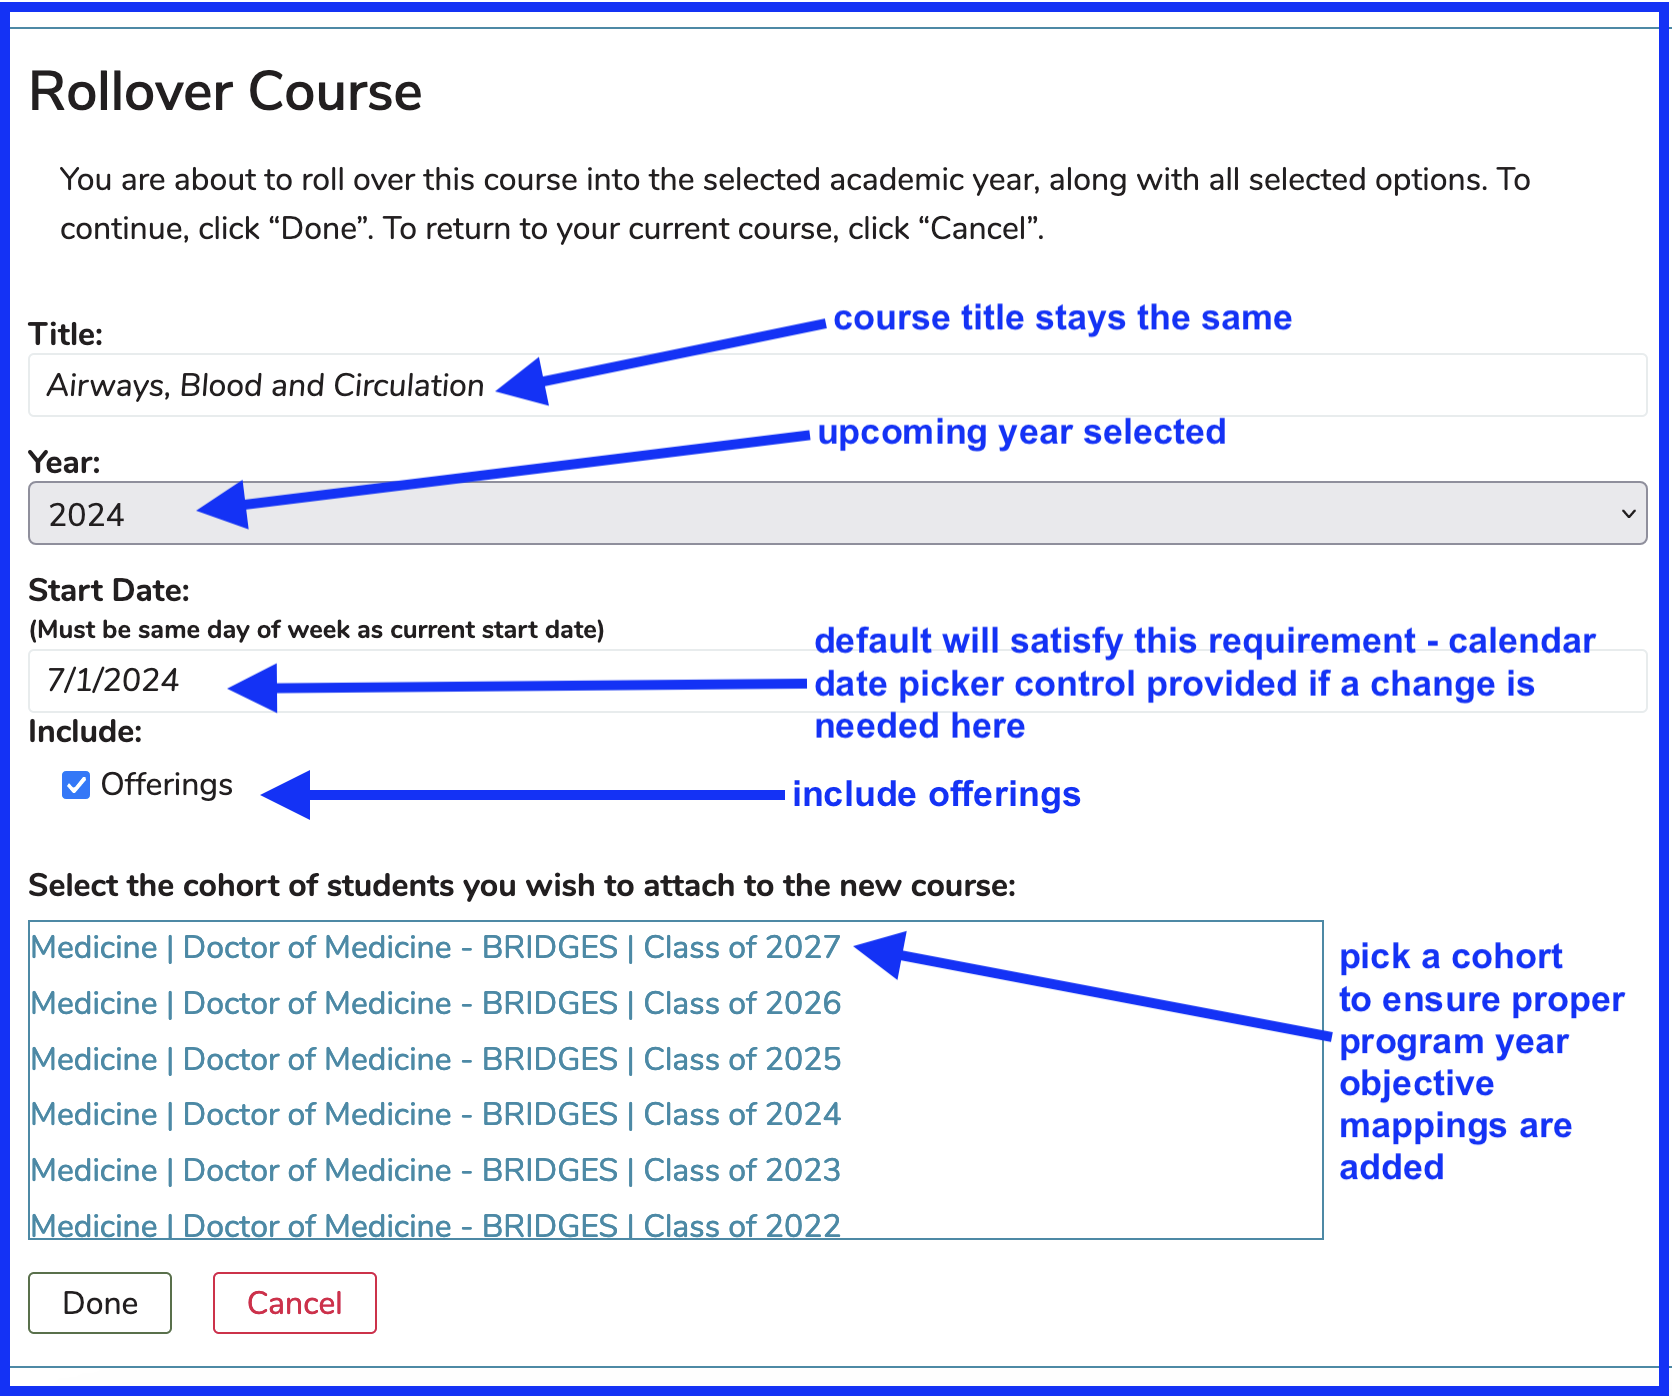 Rollover Course
You are about to roll over this course into the selected academic year, along with all selected options. To
continue, click “Done”. To return to your current course, click “Cancel”.
course title stays the same
Title:
Airways, Blood and Circulation
upcoming year selected
Year:
2024
Start Date:
(Must be same day of week as current start date)
default will satisfy this requirement - calendar
date picker control provided if a change is
needed here
7/1/2024
Include:
Offerings
include offerings
Select the cohort of students you wish to attach to the new course:
Medicine | Doctor of Medicine - BRIDGES | Class of 2027
Medicine | Doctor of Medicine - BRIDGES | Class of 2026
Medicine | Doctor of Medicine - BRIDGES | Class of 2025
Medicine | Doctor of Medicine - BRIDGES | Class of 2024
Medicine | Doctor of Medicine - BRIDGES | Class of 2023
Medicine | Doctor of Medicine - BRIDGES | Class of 2022
pick a cohort
to ensure proper
program year
objective
mappings are
added
Done
Cancel